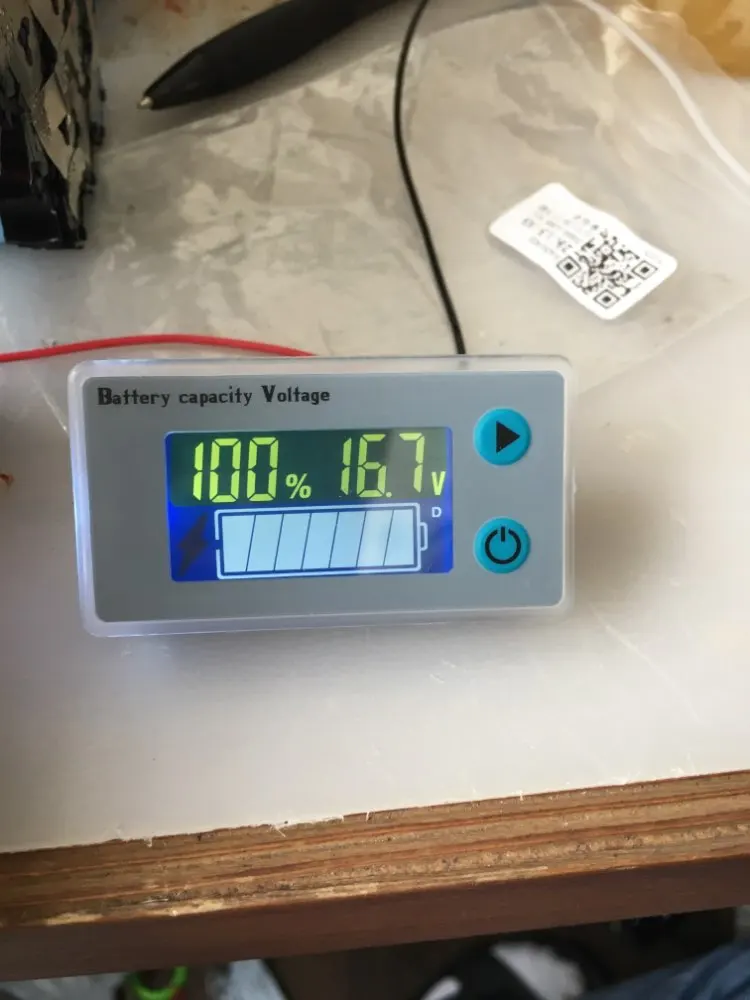 Battery capacity Voltage
100% 16.7V
D